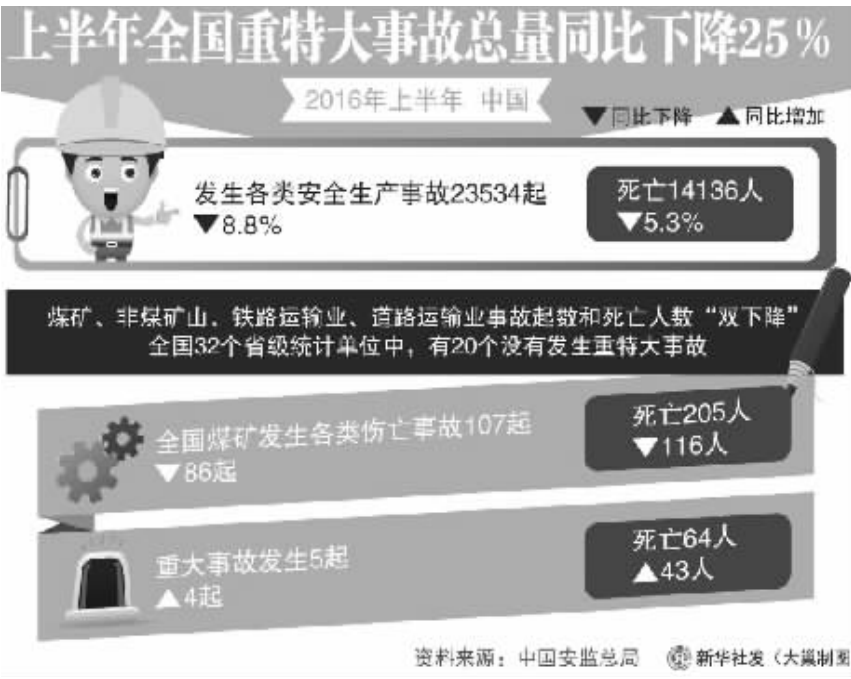 上半年全国重特大事故总量同比下降25%
2016年上半年 中国
▼同比下降 ▲同比增加
发生各类安全生产事故23534起
▼8.8%
死亡14136人
▼5.3%
煤矿、非煤矿山、铁路运输业、道路运输业事故起数和死亡人数“双下降”
全国32个省级统计单位中，有20个没有发生重特大事故
全国煤矿发生各类伤亡事故107起
▼86起
死亡205人
▼116人
重大事故发生5起
▲4起
死亡64人
▲43人
资料来源：中国安监总局 新华社发（大巢制图